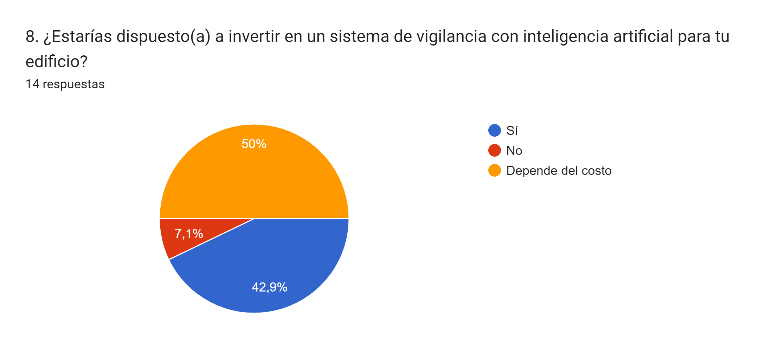 8. ¿Estarías dispuesto(a) a invertir en un sistema de vigilancia con inteligencia artificial para tu
edificio?
14 respuestas
Sí
No
Depende del costo
50%
7,1%
42,9%